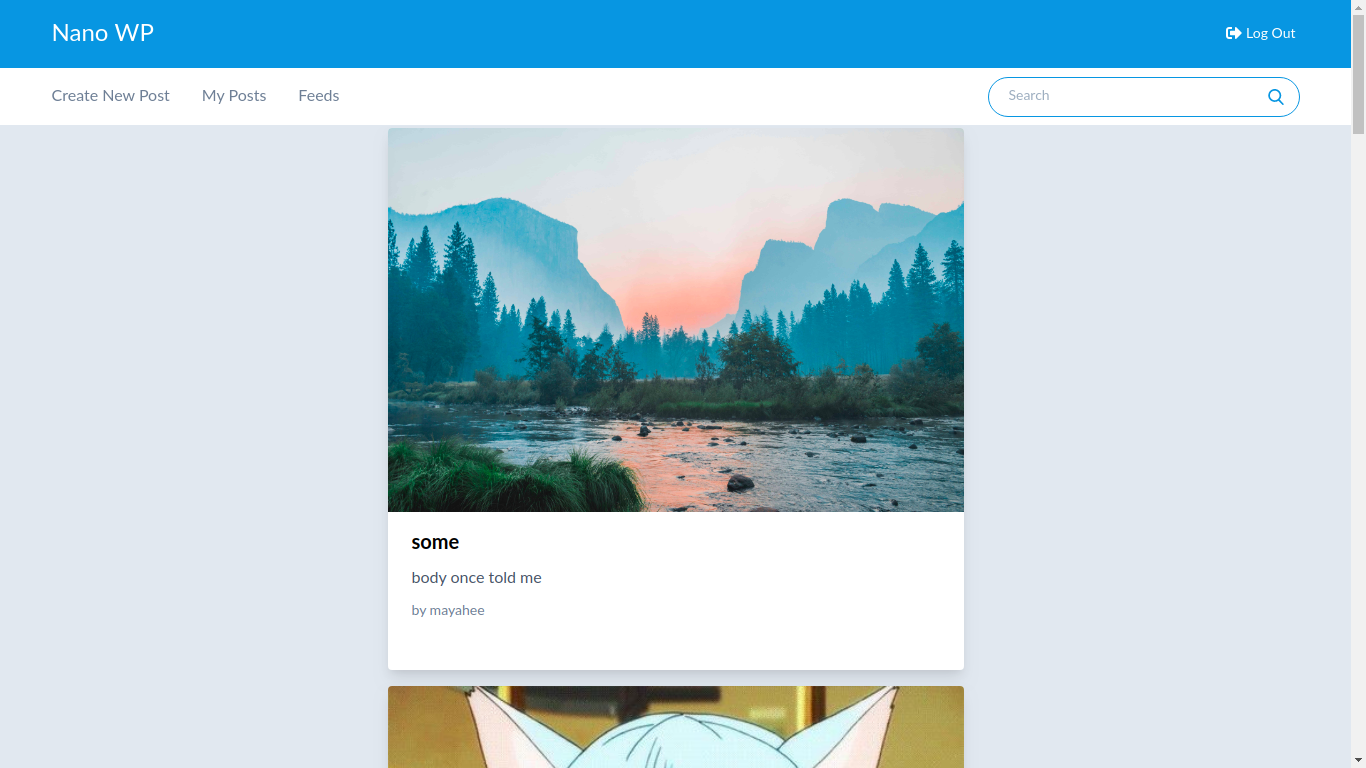 Nano WP
Log Out
Create New Post
My Posts
Feeds
Search
some
body once told me
by mayahee